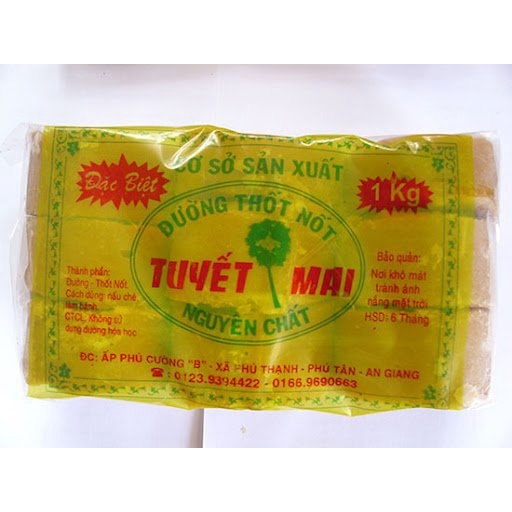 CƠ SỞ SẢN XUẤT
Đặc Biệt
1 Kg
ĐƯỜNG THỐT NỐT
TUYẾT MAI
NGUYÊN CHẤT
Thành phần:
Đường - Thốt Nốt.
Cách dùng: nấu chè,
làm bánh.
CTCL: Không sử
dụng đường hóa học
Bảo quản:
Nơi khô mát
tránh ánh
nắng mặt trời
HSD: 6 Tháng
ĐC: ẤP PHÚ CƯỜNG "B" - XÃ PHÚ THẠNH - PHÚ TÂN - AN GIANG
☎: 0123.9394422 - 0166.9690663